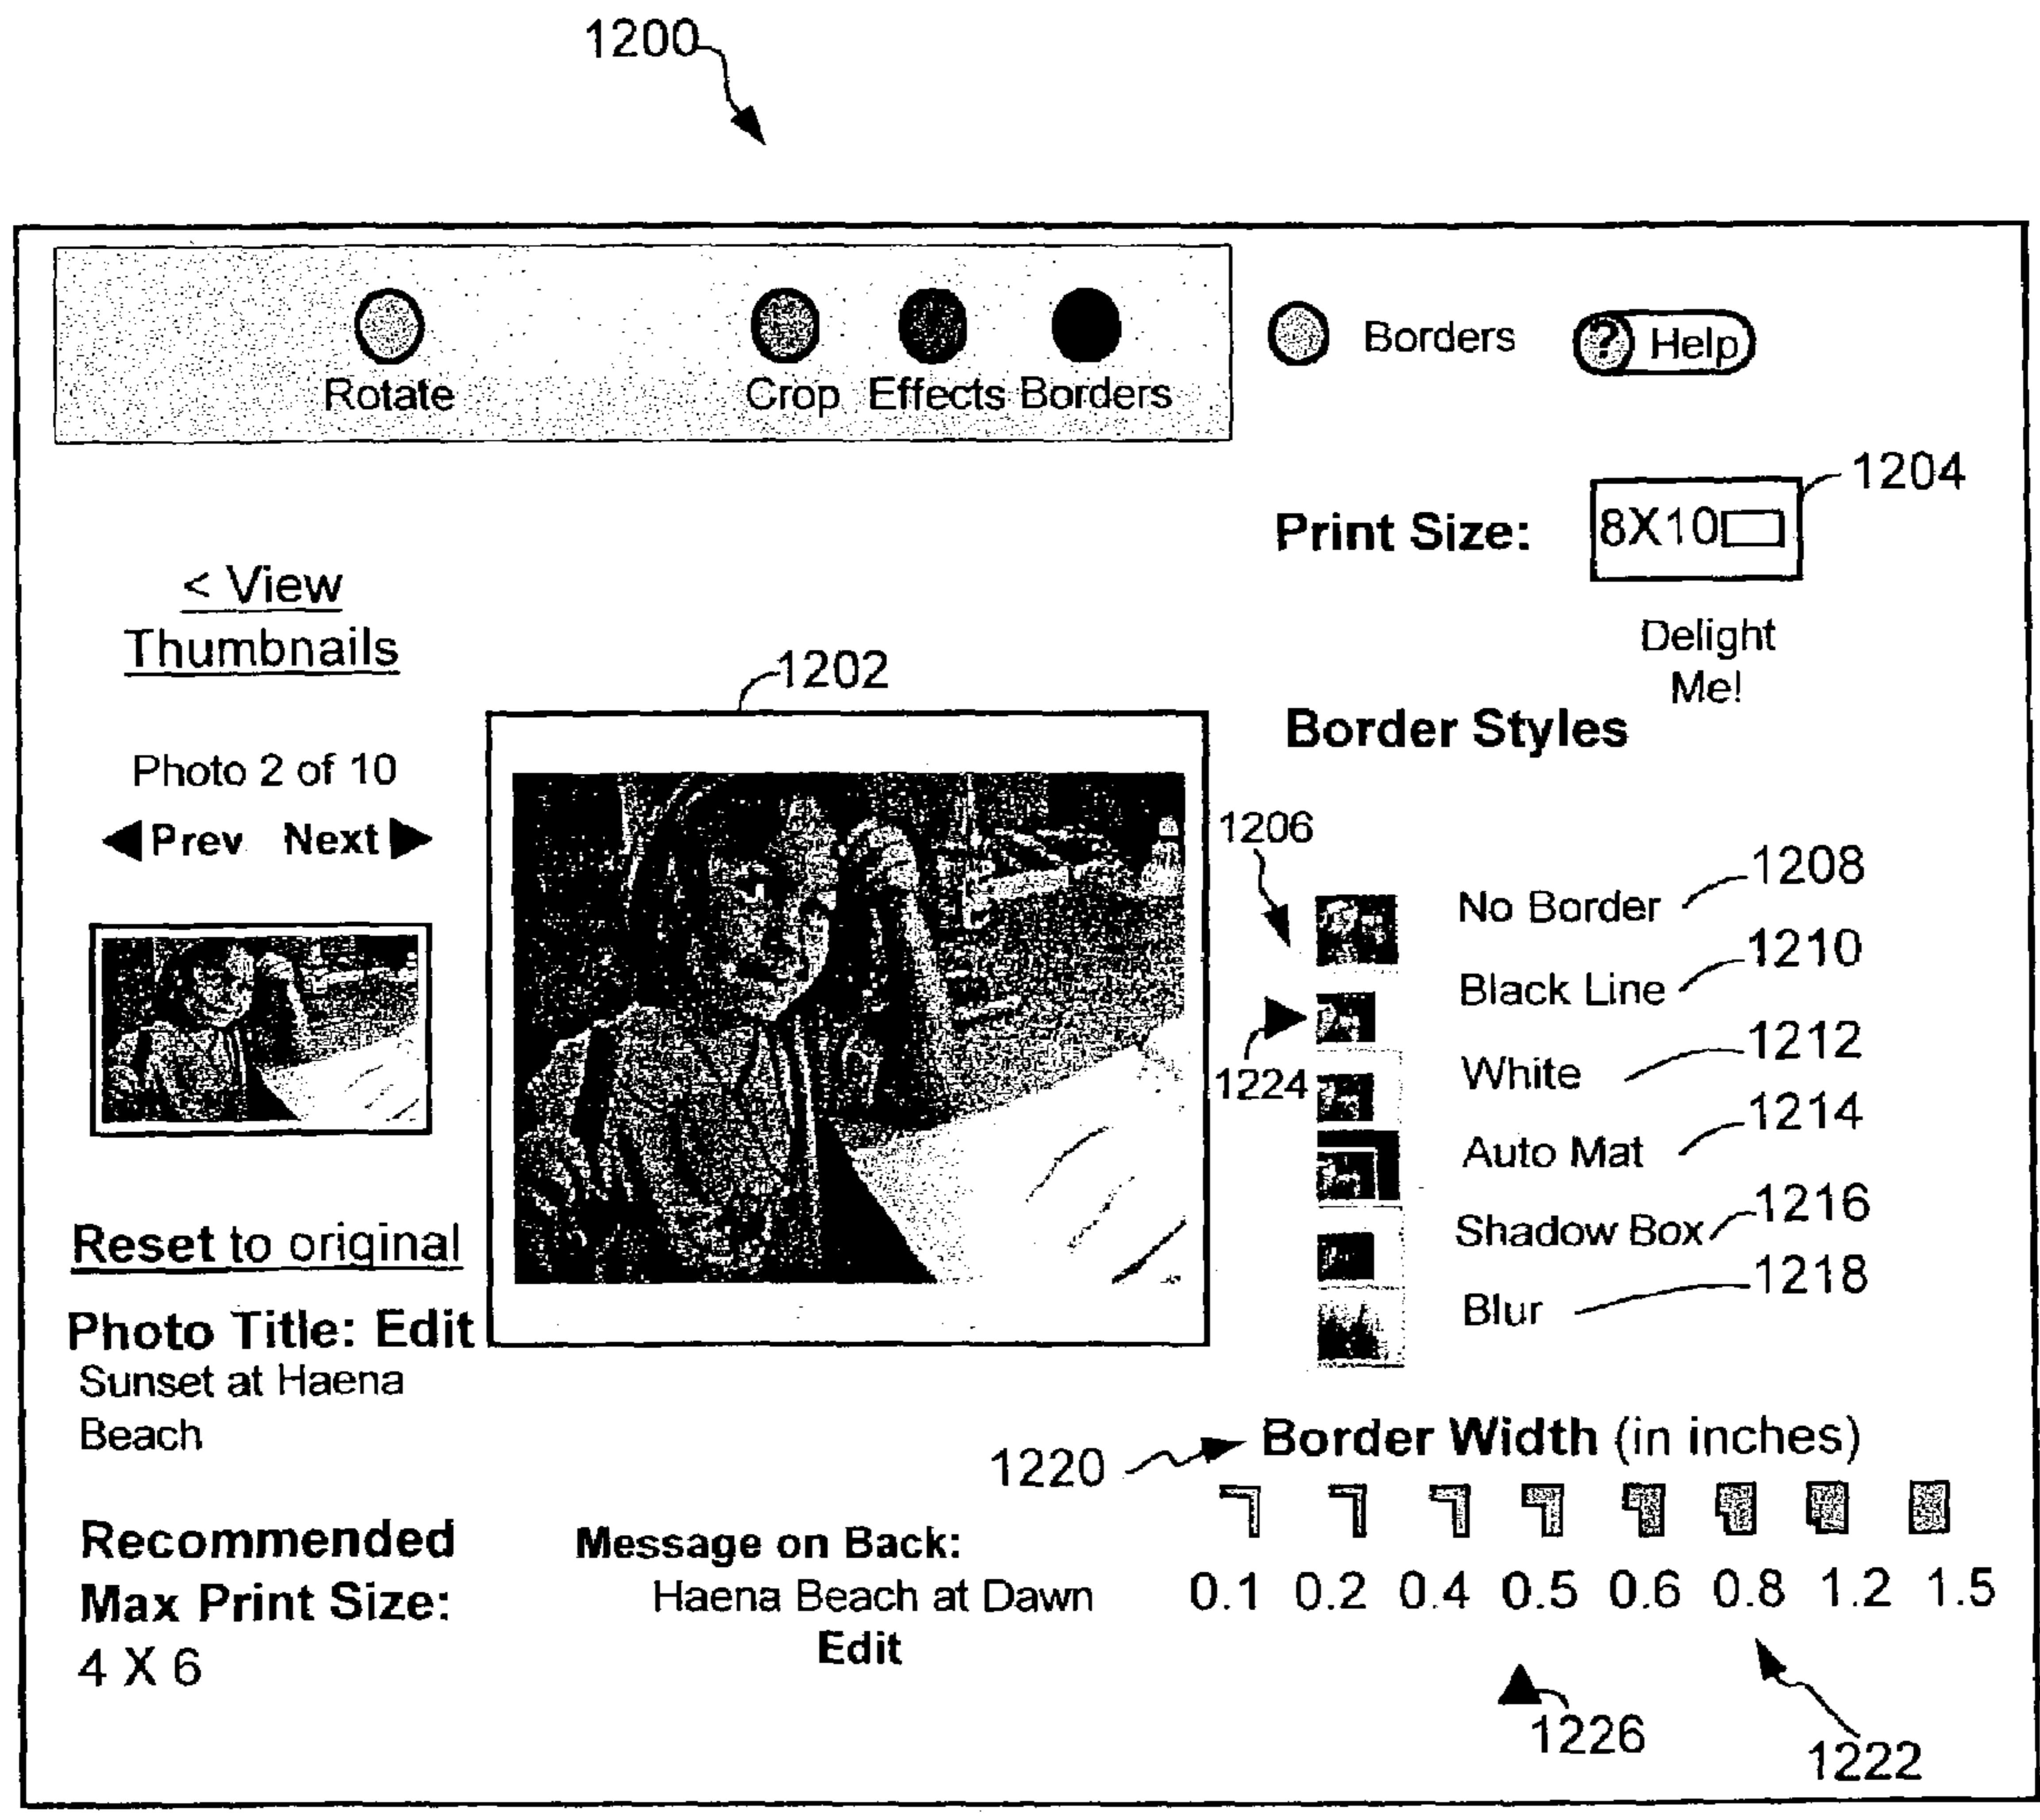 1200
Rotate
Crop
Effects
Borders
Borders
? Help
1204
Print Size:
8X10
Delight
Me!
< View
Thumbnails
Photo 2 of 10
Prev Next
1202
Border Styles
1206
No Border
1208
Black Line
1210
1224
White
1212
Auto Mat
1214
Shadow Box
1216
Blur
1218
Reset to original
Photo Title: Edit
Sunset at Haena
Beach
Recommended
Max Print Size:
4 X 6
Message on Back:
Haena Beach at Dawn
Edit
1220
Border Width (in inches)
0.1 0.2 0.4 0.5 0.6 0.8 1.2 1.5
1226
1222